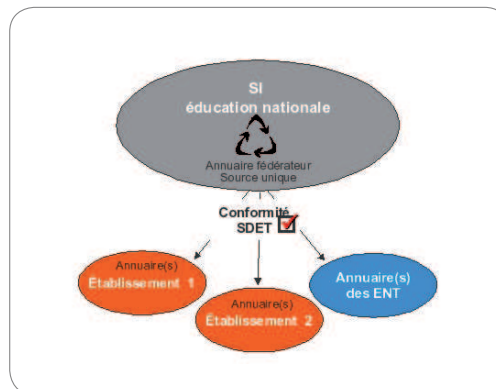 SI
éducation nationale
Annuaire fédérateur
Source unique
Conformité
SDET
Annuaire(s)
Établissement 1
Annuaire(s)
Établissement 2
Annuaire(s)
des ENT